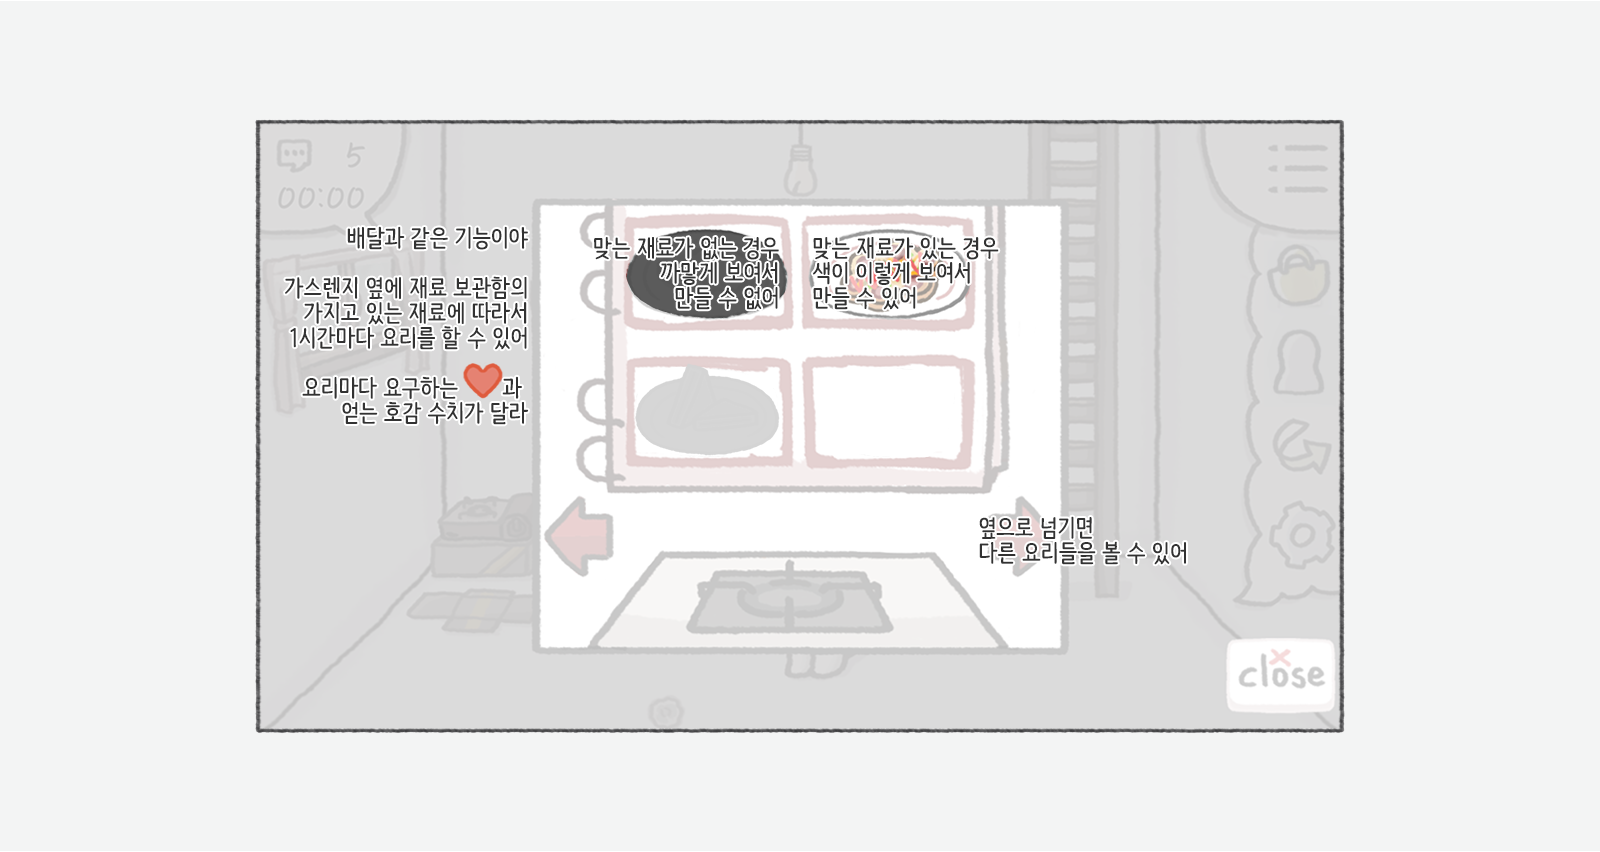 5
00:00
배달과 같은 기능이야
가스렌지 옆에 재료 보관함의
가지고 있는 재료에 따라서
1시간마다 요리를 할 수 있어
요리마다 요구하는 ❤과
얻는 호감 수치가 달라
맞는 재료가 없는 경우
까맣게 보여서
만들 수 없어
맞는 재료가 있는 경우
색이 이렇게 보여서
만들 수 있어
옆으로 넘기면
다른 요리들을 볼 수 있어
close